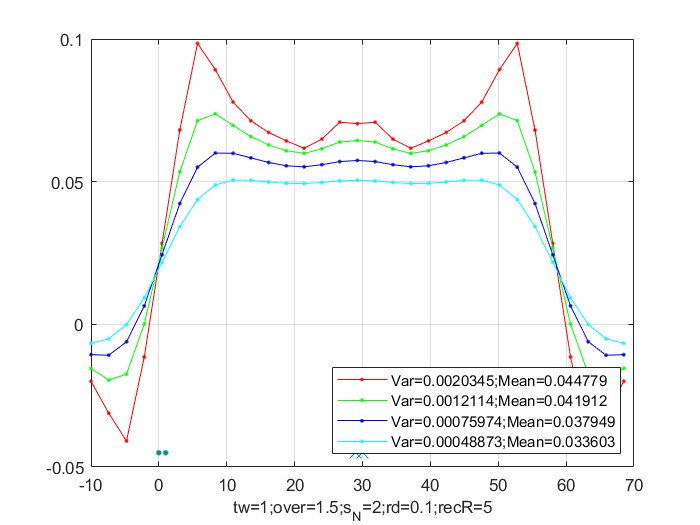 0.1
0.05
0
-0.05
-10 0 10 20 30 40 50 60 70
Var=0.0020345;Mean=0.044779
Var=0.0012114;Mean=0.041912
Var=0.00075974;Mean=0.037949
Var=0.00048873;Mean=0.033603
tw=1;over=1.5;s_N=2;rd=0.1;recR=5